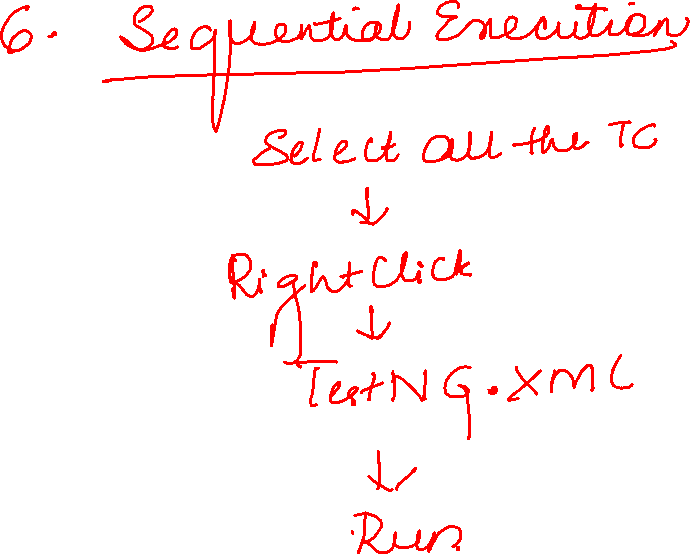 6. Sequential Execution
Select all the TC
↓
Right Click
↓
TestNG.XML
↓
Run